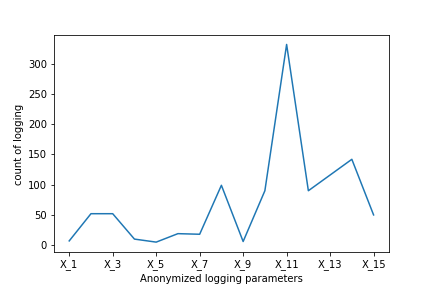 300
250
200
150
100
50
0
count of logging
X_1 X_3 X_5 X_7 X_9 X_11 X_13 X_15
Anonymized logging parameters